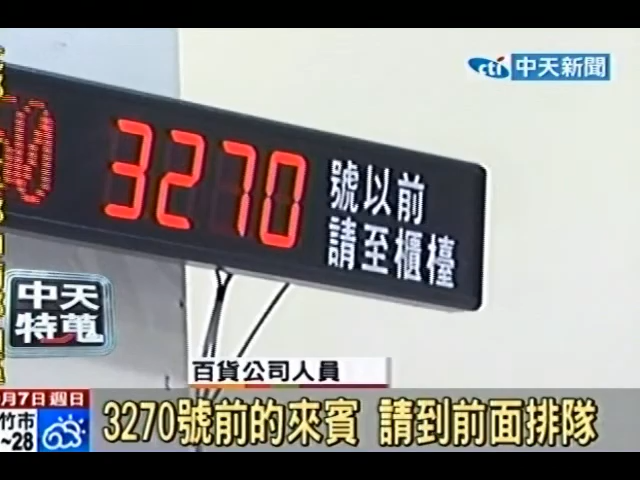 cti 中天新聞
3270 號以前
請至櫃檯
中天
特蒐
百貨公司人員
月7日週日
竹市
~28
3270號前的來賓 請到前面排隊